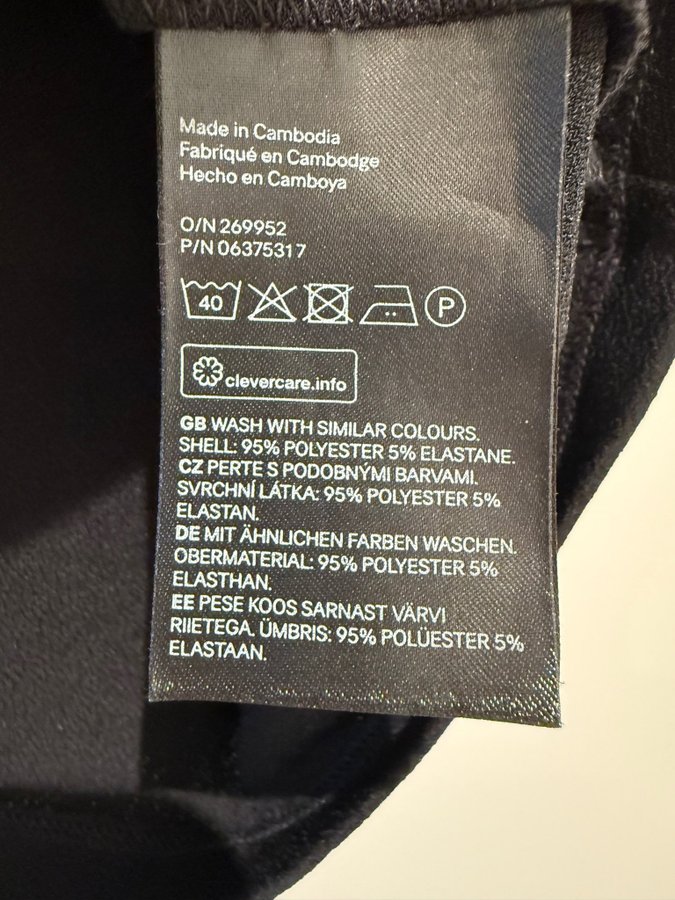 Made in Cambodia
Fabriqué en Cambodge
Hecho en Camboya
O/N 269952
P/N 06375317
40 P
clevercare.info
GB WASH WITH SIMILAR COLOURS.
SHELL: 95% POLYESTER 5% ELASTANE.
CZ PERTE S PODOBNÝMI BARVAMI.
SVRCHNÍ LÁTKA: 95% POLYESTER 5%
ELASTAN.
DE MIT ÄHNLICHEN FARBEN WASCHEN.
OBERMATERIAL: 95% POLYESTER 5%
ELASTHAN.
EE PESE KOOS SARNAST VÄRVI
RIIETEGA. ÜMBRIS: 95% POLÜESTER 5%
ELASTAAN.